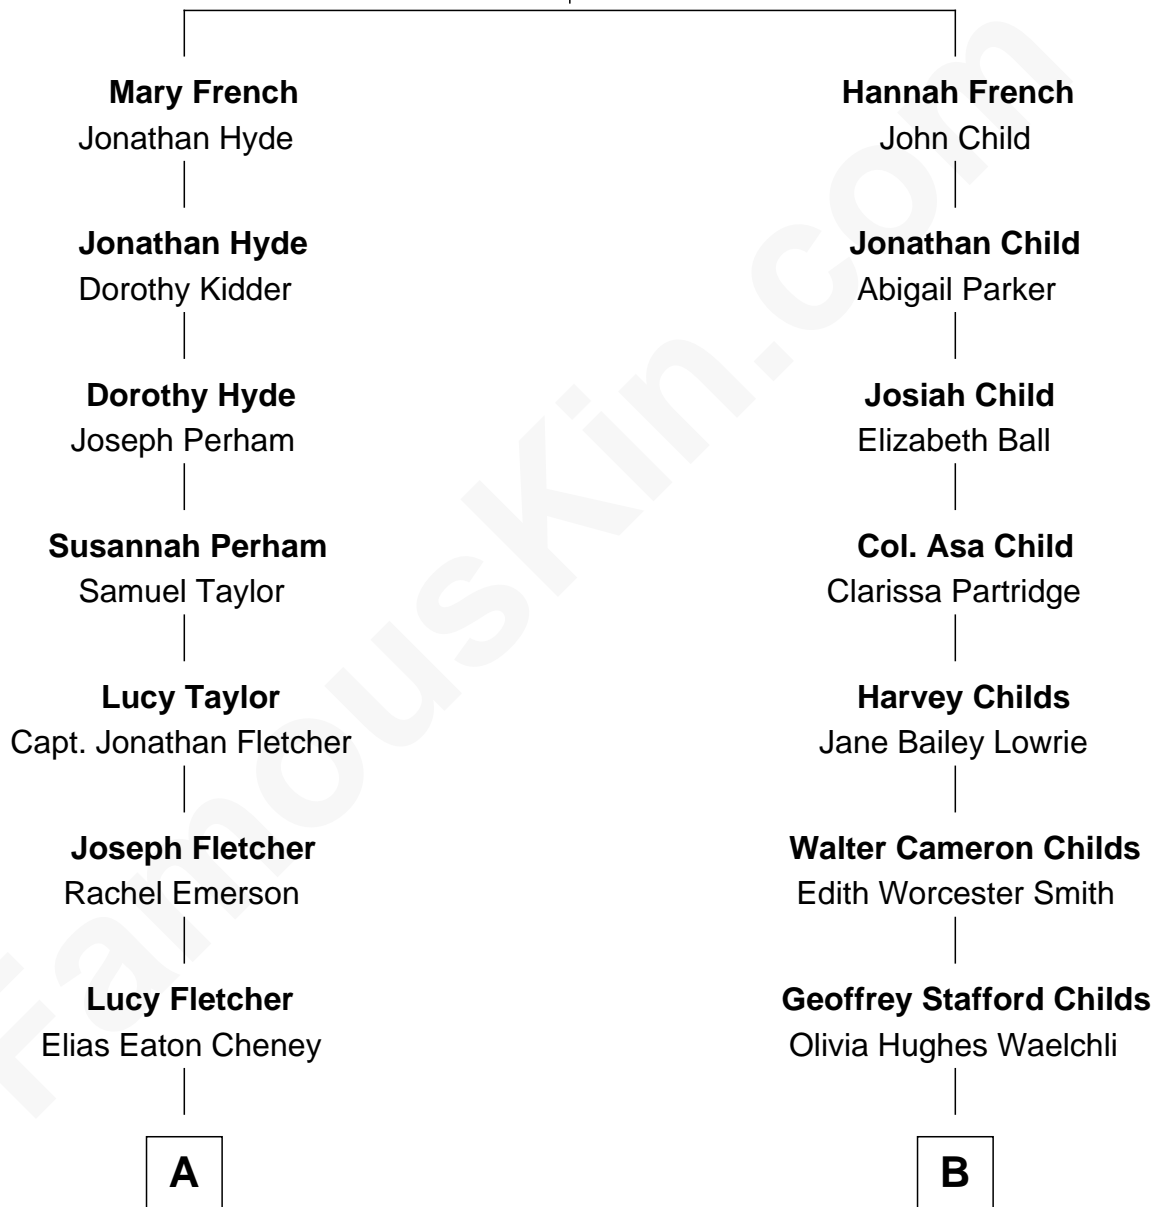 Mary French
Jonathan Hyde
Jonathan Hyde
Dorothy Kidder
Dorothy Hyde
Joseph Perham
Susannah Perham
Samuel Taylor
Lucy Taylor
Capt. Jonathan Fletcher
Joseph Fletcher
Rachel Emerson
Lucy Fletcher
Elias Eaton Cheney
A
Hannah French
John Child
Jonathan Child
Abigail Parker
Josiah Child
Elizabeth Ball
Col. Asa Child
Clarissa Partridge
Harvey Childs
Jane Bailey Lowrie
Walter Cameron Childs
Edith Worcester Smith
Geoffrey Stafford Childs
Olivia Hughes Waelchli
B
FamousKin.com